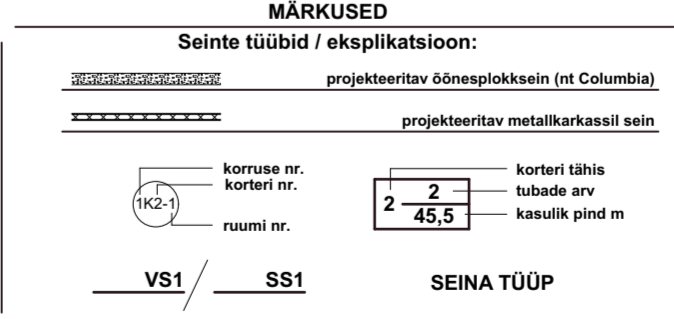 MÄRKUSED
Seinte tüübid / eksplikatsioon:
projekteeritav õõnesplokksein (nt Columbia)
projekteeritav metallkarkassil sein
korruse nr.
korteri nr.
1K2-1
ruumi nr.
korteri tähis
2 2 tubade arv
45,5 kasulik pind m
VS1 / SS1 SEINA TÜÜP